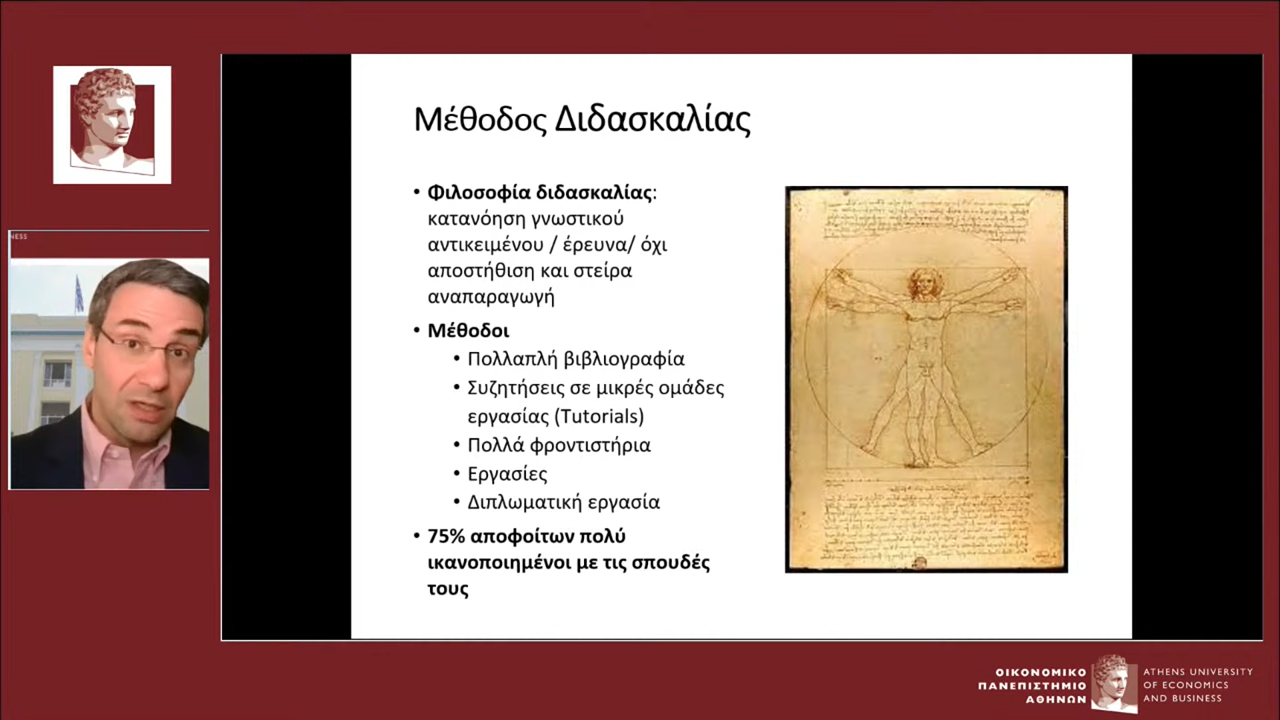 NESS
Μέθοδος Διδασκαλίας
• Φιλοσοφία διδασκαλίας:
κατανόηση γνωστικού
αντικειμένου / έρευνα/ όχι
αποστήθιση και στείρα
αναπαραγωγή
• Μέθοδοι
• Πολλαπλή βιβλιογραφία
• Συζητήσεις σε μικρές ομάδες
εργασίας (Tutorials)
• Πολλά φροντιστήρια
• Εργασίες
• Διπλωματική εργασία
• 75% αποφοίτων πολύ
ικανοποιημένοι με τις σπουδές
τους
ΟΙΚΟΝΟΜΙΚΟ
ΠΑΝΕΠΙΣΤΗΜΙΟ
ΑΘΗΝΩΝ
ATHENS UNIVERSITY
OF ECONOMICS
AND BUSINESS